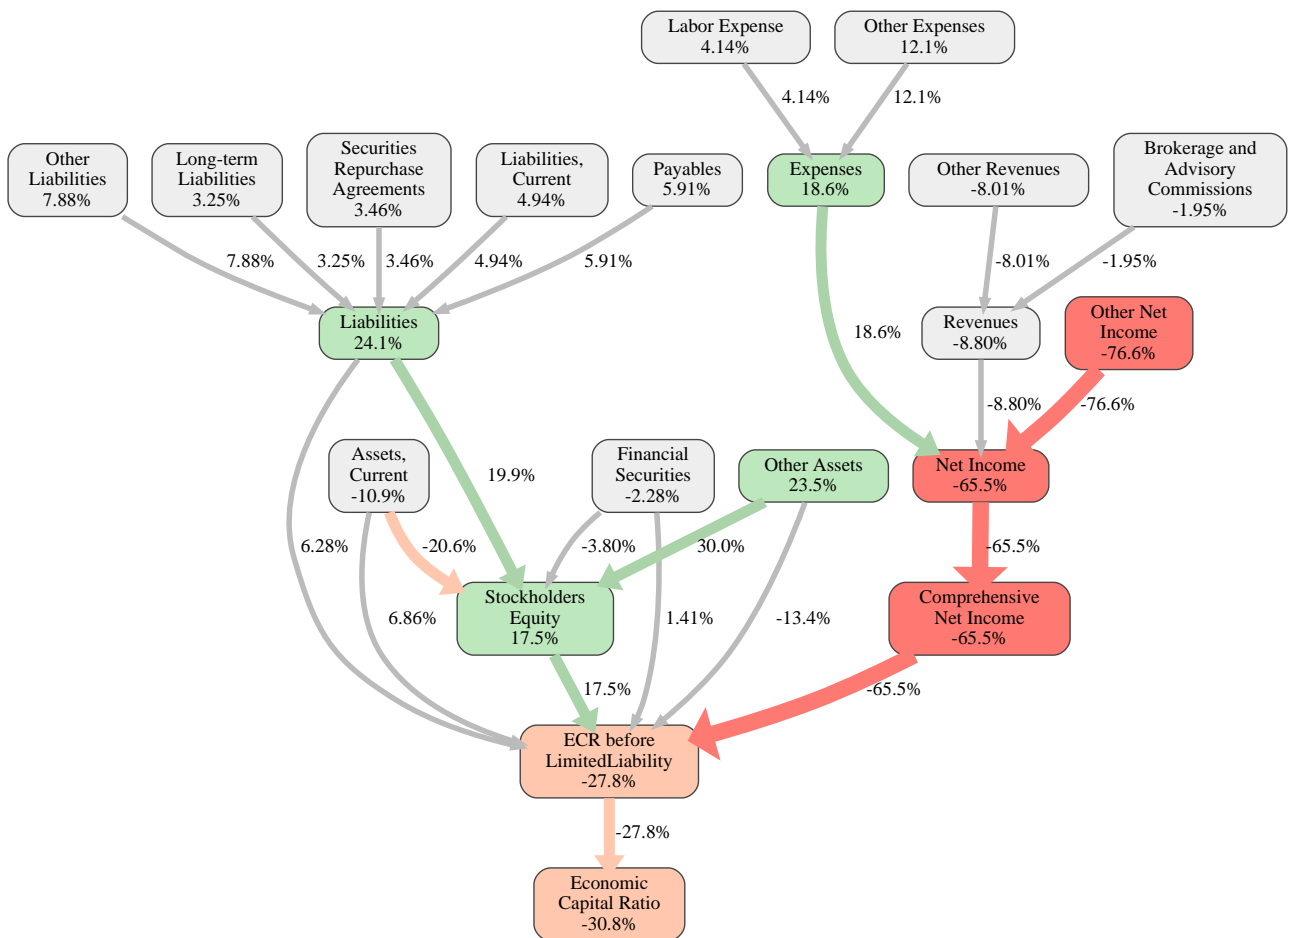 Labor Expense
4.14%
Other Expenses
12.1%
4.14%
12.1%
Other
Liabilities
7.88%
Long-term
Liabilities
3.25%
Securities
Repurchase
Agreements
3.46%
Liabilities,
Current
4.94%
Payables
5.91%
Expenses
18.6%
Other Revenues
-8.01%
Brokerage and
Advisory
Commissions
-1.95%
7.88%
3.25%
3.46%
4.94%
5.91%
-8.01%
-1.95%
Liabilities
24.1%
18.6%
Revenues
-8.80%
Other Net
Income
-76.6%
-8.80%
-76.6%
Assets,
Current
-10.9%
19.9%
Financial
Securities
-2.28%
Other Assets
23.5%
Net Income
-65.5%
6.28%
-20.6%
-3.80%
30.0%
-65.5%
6.86%
Stockholders
Equity
17.5%
1.41%
-13.4%
Comprehensive
Net Income
-65.5%
17.5%
-65.5%
ECR before
LimitedLiability
-27.8%
-27.8%
Economic
Capital Ratio
-30.8%